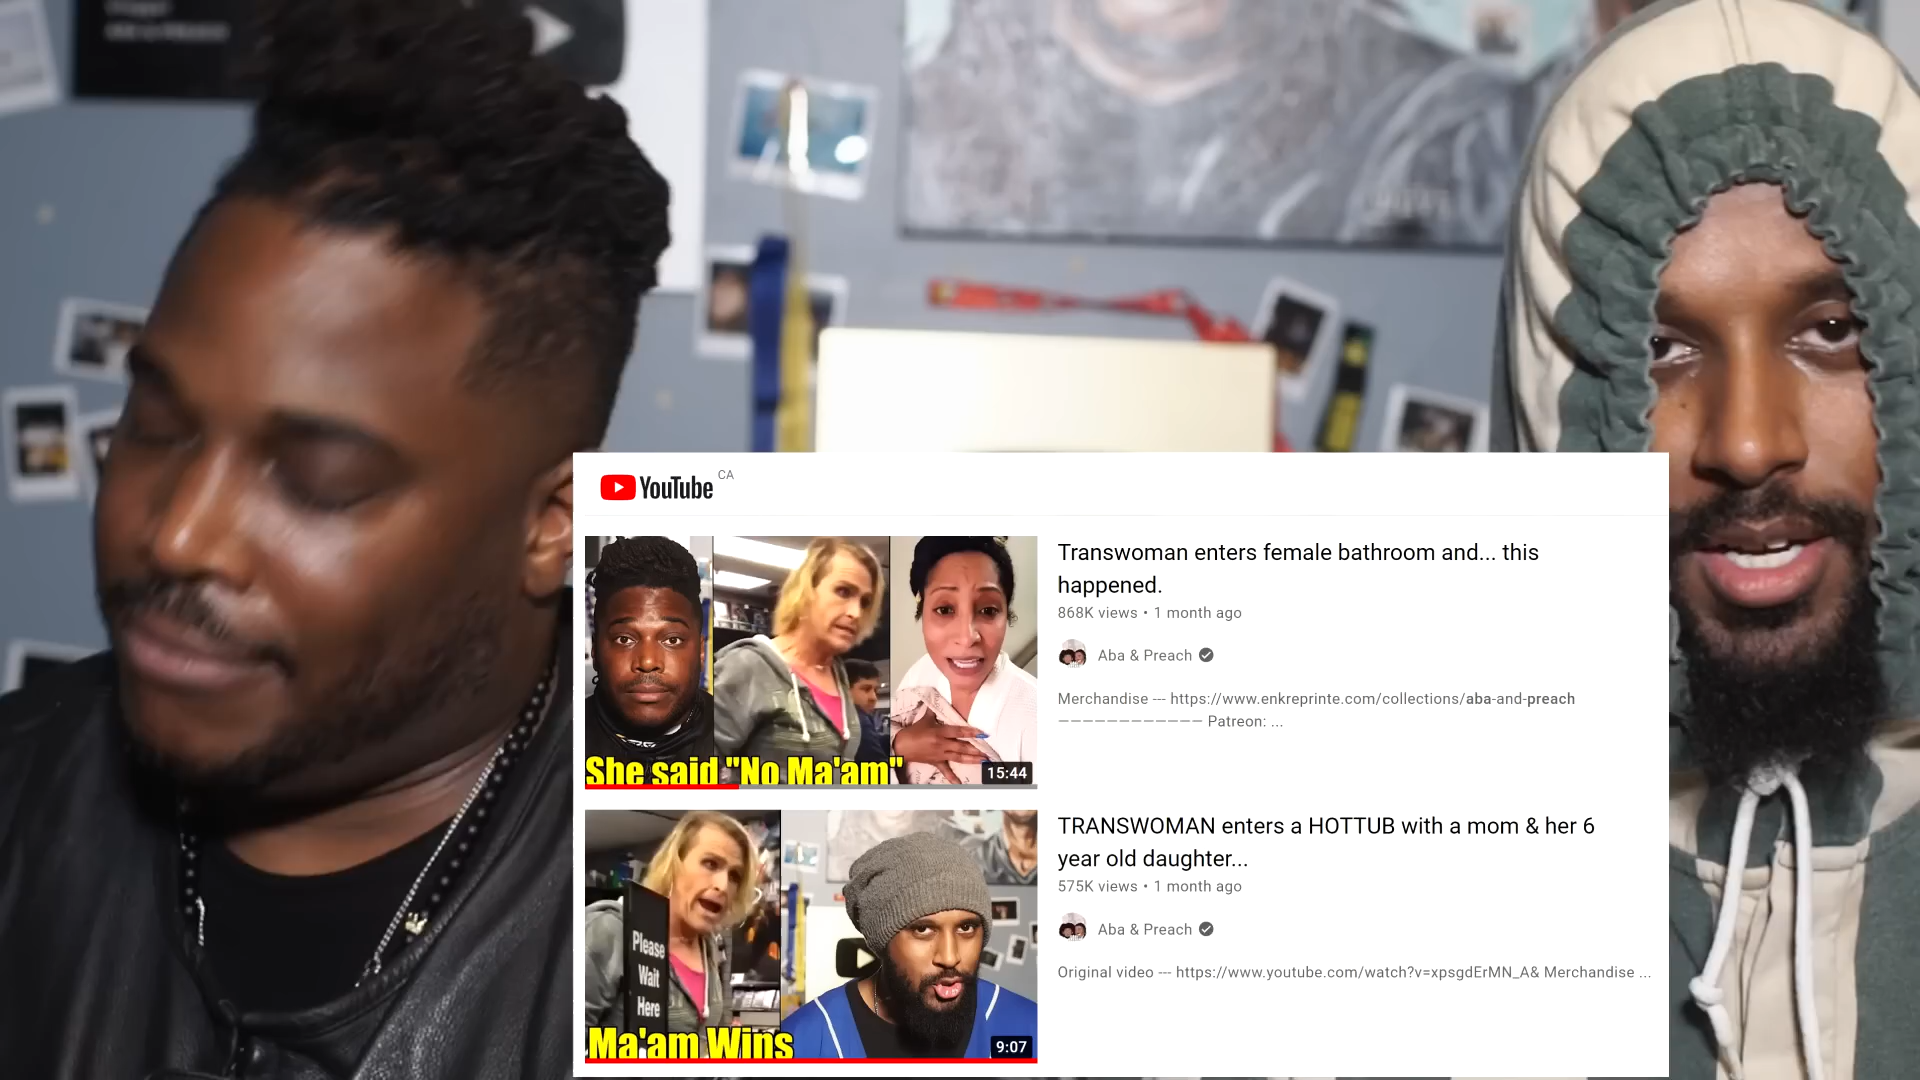 YouTube CA
Transwoman enters female bathroom and... this
happened.
868K views • 1 month ago
Aba & Preach
Merchandise --- https://www.enkreprinte.com/collections/aba-and-preach
———————————— Patreon: ...
She said "No Ma'am"
15:44
TRANSWOMAN enters a HOTTUB with a mom & her 6
year old daughter...
575K views • 1 month ago
Aba & Preach
Original video --- https://www.youtube.com/watch?v=xpsgdErMN_A& Merchandise ...
Please
Wait
Here
Ma'am Wins
9:07